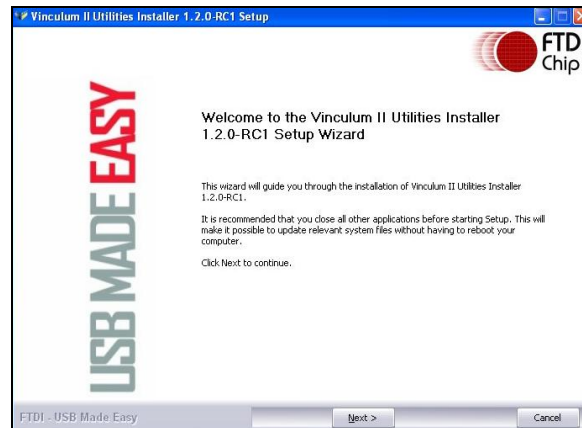 Vinculum II Utilities Installer 1.2.0-RC1 Setup
FTD
Chip
USB MADE EASY
Welcome to the Vinculum II Utilities Installer
1.2.0-RC1 Setup Wizard
This wizard will guide you through the installation of Vinculum II Utilities Installer
1.2.0-RC1.
It is recommended that you close all other applications before starting Setup. This will
make it possible to update relevant system files without having to reboot your
computer.
Click Next to continue.
FTDI - USB Made Easy
Next >
Cancel